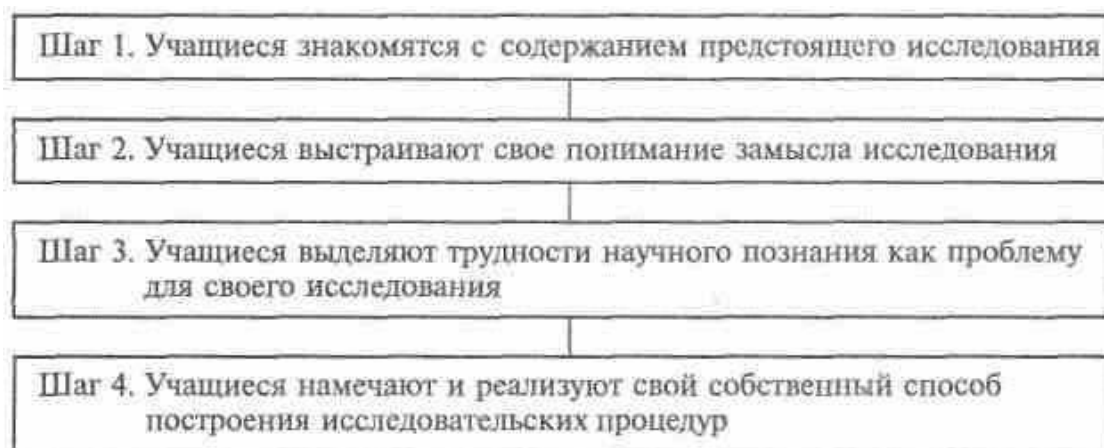 Шаг 1. Учащиеся знакомятся с содержанием предстоящего исследования
Шаг 2. Учащиеся выстраивают свое понимание замысла исследования
Шаг 3. Учащиеся выделяют трудности научного познания как проблему
для своего исследования
Шаг 4. Учащиеся намечают и реализуют свой собственный способ
построения исследовательских процедур